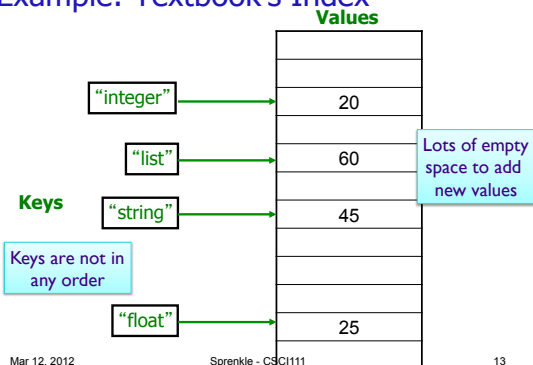 Example: Textbook's Index
Values
"integer"
20
"list"
60
Lots of empty
space to add
new values
Keys
"string"
45
Keys are not in
any order
"float"
25
Mar 12, 2012
Sprenkle - CSCI111
13